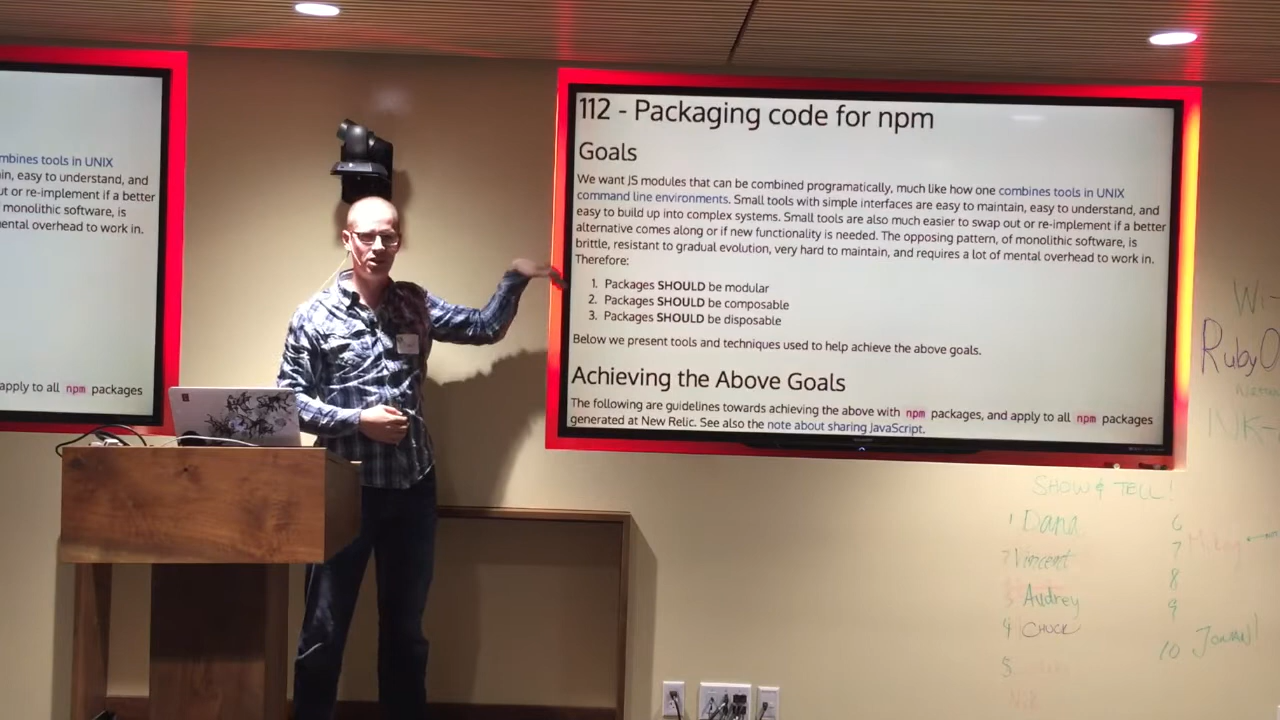 mbines tools in UNIX
in, easy to understand, and
ut or re-implement if a better
monolithic software, is
ental overhead to work in.
apply to all npm packages
112 - Packaging code for npm
Goals
We want JS modules that can be combined programatically, much like how one combines tools in UNIX
command line environments. Small tools with simple interfaces are easy to maintain, easy to understand, and
easy to build up into complex systems. Small tools are also much easier to swap out or re-implement if a better
alternative comes along or if new functionality is needed. The opposing pattern, of monolithic software, is
brittle, resistant to gradual evolution, very hard to maintain, and requires a lot of mental overhead to work in.
Therefore:
1. Packages SHOULD be modular
2. Packages SHOULD be composable
3. Packages SHOULD be disposable
Below we present tools and techniques used to help achieve the above goals.
Achieving the Above Goals
The following are guidelines towards achieving the above with npm packages, and apply to all npm packages
generated at New Relic. See also the note about sharing JavaScript.
Wi-
RubyO
NK-
SHOW & TELL!
1 Dana
2 Vincent
3 Audrey
4 CHUCK
5
6
7
8
9
10